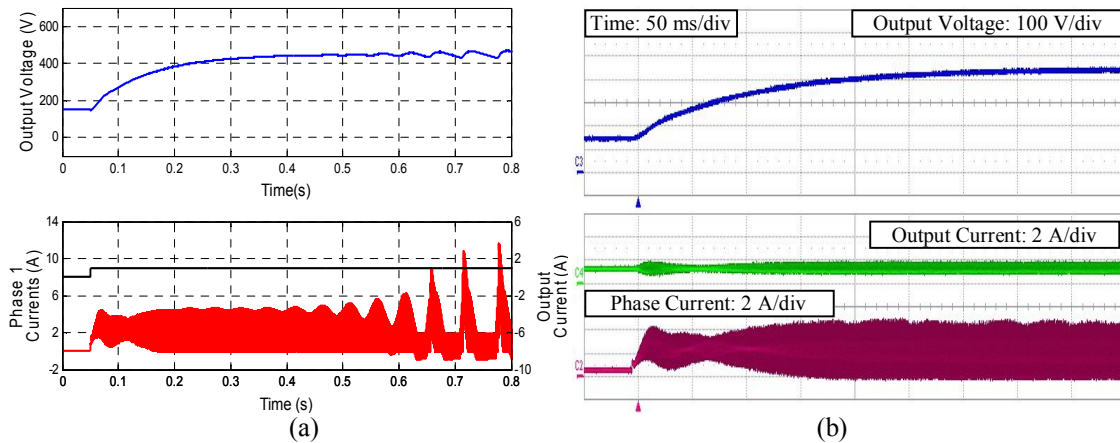 Output Voltage (V)
600
400
200
0
0 0.1 0.2 0.3 0.4 0.5 0.6 0.7 0.8
Time(s)
Phase 1
Currents (A)
14
10
6
2
-2
6
2
-2
-6
-10
Output
Current (A)
0 0.1 0.2 0.3 0.4 0.5 0.6 0.7 0.8
Time (s)
(a)
Time: 50 ms/div
Output Voltage: 100 V/div
C3
Output Current: 2 A/div
C4
Phase Current: 2 A/div
C2
(b)